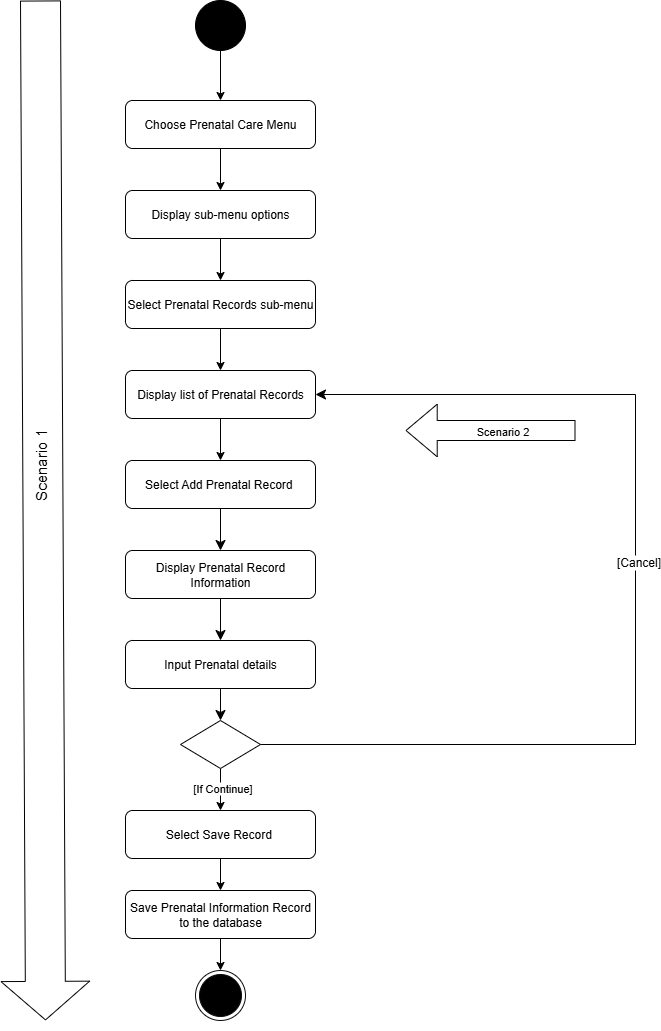 Choose Prenatal Care Menu
Display sub-menu options
Select Prenatal Records sub-menu
Display list of Prenatal Records
Scenario 2
Scenario 1
Select Add Prenatal Record
[Cancel]
Display Prenatal Record
Information
Input Prenatal details
[If Continue]
Select Save Record
Save Prenatal Information Record
to the database